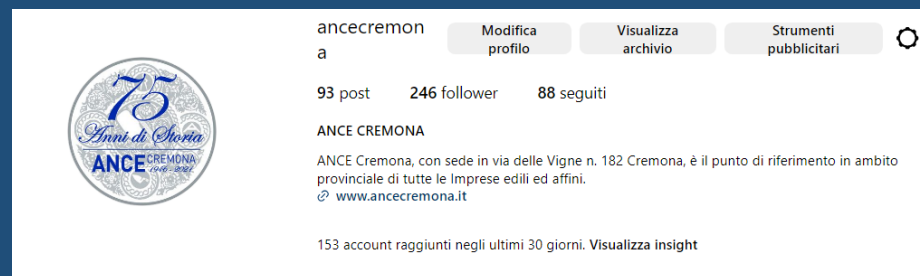 ancecremon
a
Modifica
profilo
Visualizza
archivio
Strumenti
pubblicitari
93 post
246 follower
88 seguiti
75
Anni di Storia
ANCE CREMONA
1946 - 2021
ANCE CREMONA
ANCE Cremona, con sede in via delle Vigne n. 182 Cremona, è il punto di riferimento in ambito
provinciale di tutte le Imprese edili ed affini.
www.ancecremona.it
153 account raggiunti negli ultimi 30 giorni. Visualizza insight